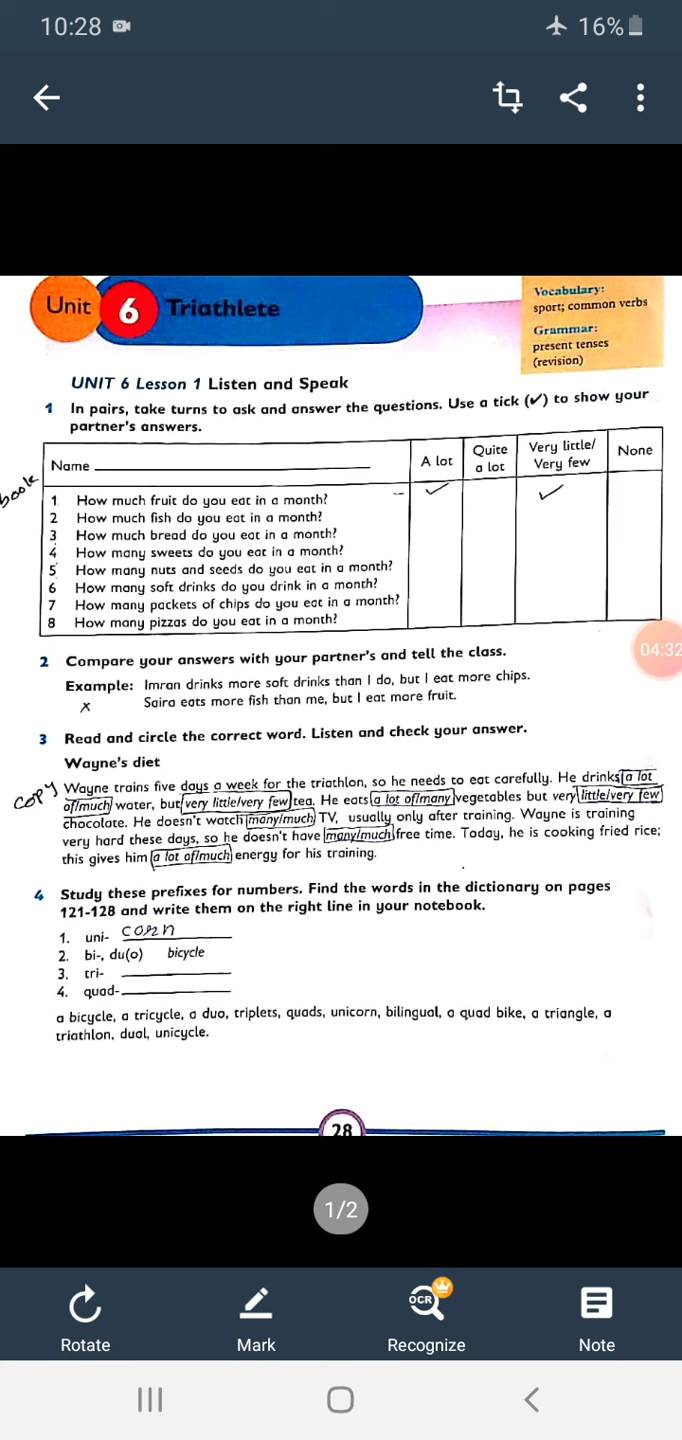 10:28
16%
Unit 6 Triathlete
Vocabulary:
sport; common verbs
Grammar:
present tenses
(revision)
UNIT 6 Lesson 1 Listen and Speak
1 In pairs, take turns to ask and answer the questions. Use a tick (✓) to show your
partner's answers.
book
Name
A lot
Quite
a lot
Very little/
Very few
None
1 How much fruit do you eat in a month?
2 How much fish do you eat in a month?
3 How much bread do you eat in a month?
4 How many sweets do you eat in a month?
5 How many nuts and seeds do you eat in a month?
6 How many soft drinks do you drink in a month?
7 How many packets of chips do you eat in a month?
8 How many pizzas do you eat in a month?
04:32
2 Compare your answers with your partner's and tell the class.
Example: Imran drinks more soft drinks than I do, but I eat more chips.
x Saira eats more fish than me, but I eat more fruit.
3 Read and circle the correct word. Listen and check your answer.
Wayne's diet
copy
Wayne trains five days a week for the triathlon, so he needs to eat carefully. He drinks a lot
of/much water, but very little/very few tea. He eats a lot of/many vegetables but very little/very few
chocolate. He doesn't watch many/much TV, usually only after training. Wayne is training
very hard these days, so he doesn't have many/much free time. Today, he is cooking fried rice;
this gives him a lot of/much energy for his training.
4 Study these prefixes for numbers. Find the words in the dictionary on pages
121-128 and write them on the right line in your notebook.
1. uni- corn
2. bi-, du(o) bicycle
3. tri-
4. quad-
a bicycle, a tricycle, a duo, triplets, quads, unicorn, bilingual, a quad bike, a triangle, a
triathlon, dual, unicycle.
28
1/2
OCR
Rotate
Mark
Recognize
Note